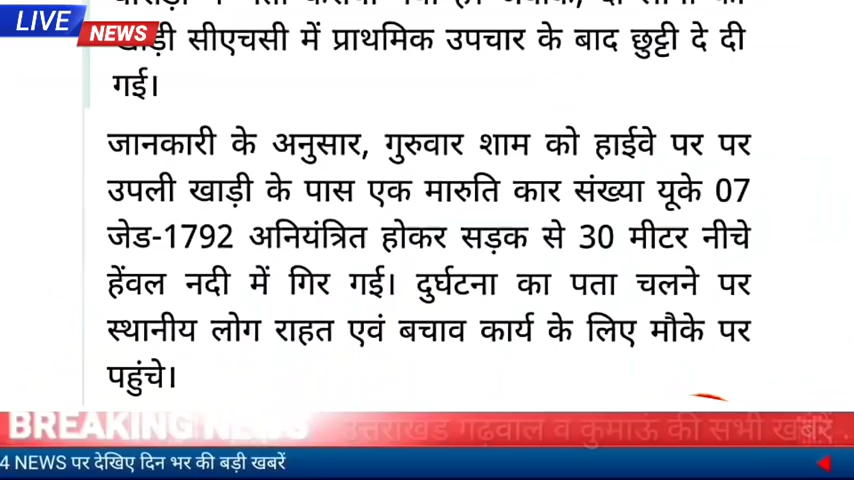 LIVE
NEWS
खाड़ी सीएचसी में प्राथमिक उपचार के बाद छुट्टी दे दी
गई।
जानकारी के अनुसार, गुरुवार शाम को हाईवे पर पर
उपली खाड़ी के पास एक मारुति कार संख्या यूके 07
जेड-1792 अनियंत्रित होकर सड़क से 30 मीटर नीचे
हेंवल नदी में गिर गई। दुर्घटना का पता चलने पर
स्थानीय लोग राहत एवं बचाव कार्य के लिए मौके पर
पहुंचे।
BREAKING NEWS उत्तराखंड गढ़वाल व कुमाऊं की सभी खबरें
4 NEWS पर देखिए दिन भर की बड़ी खबरें